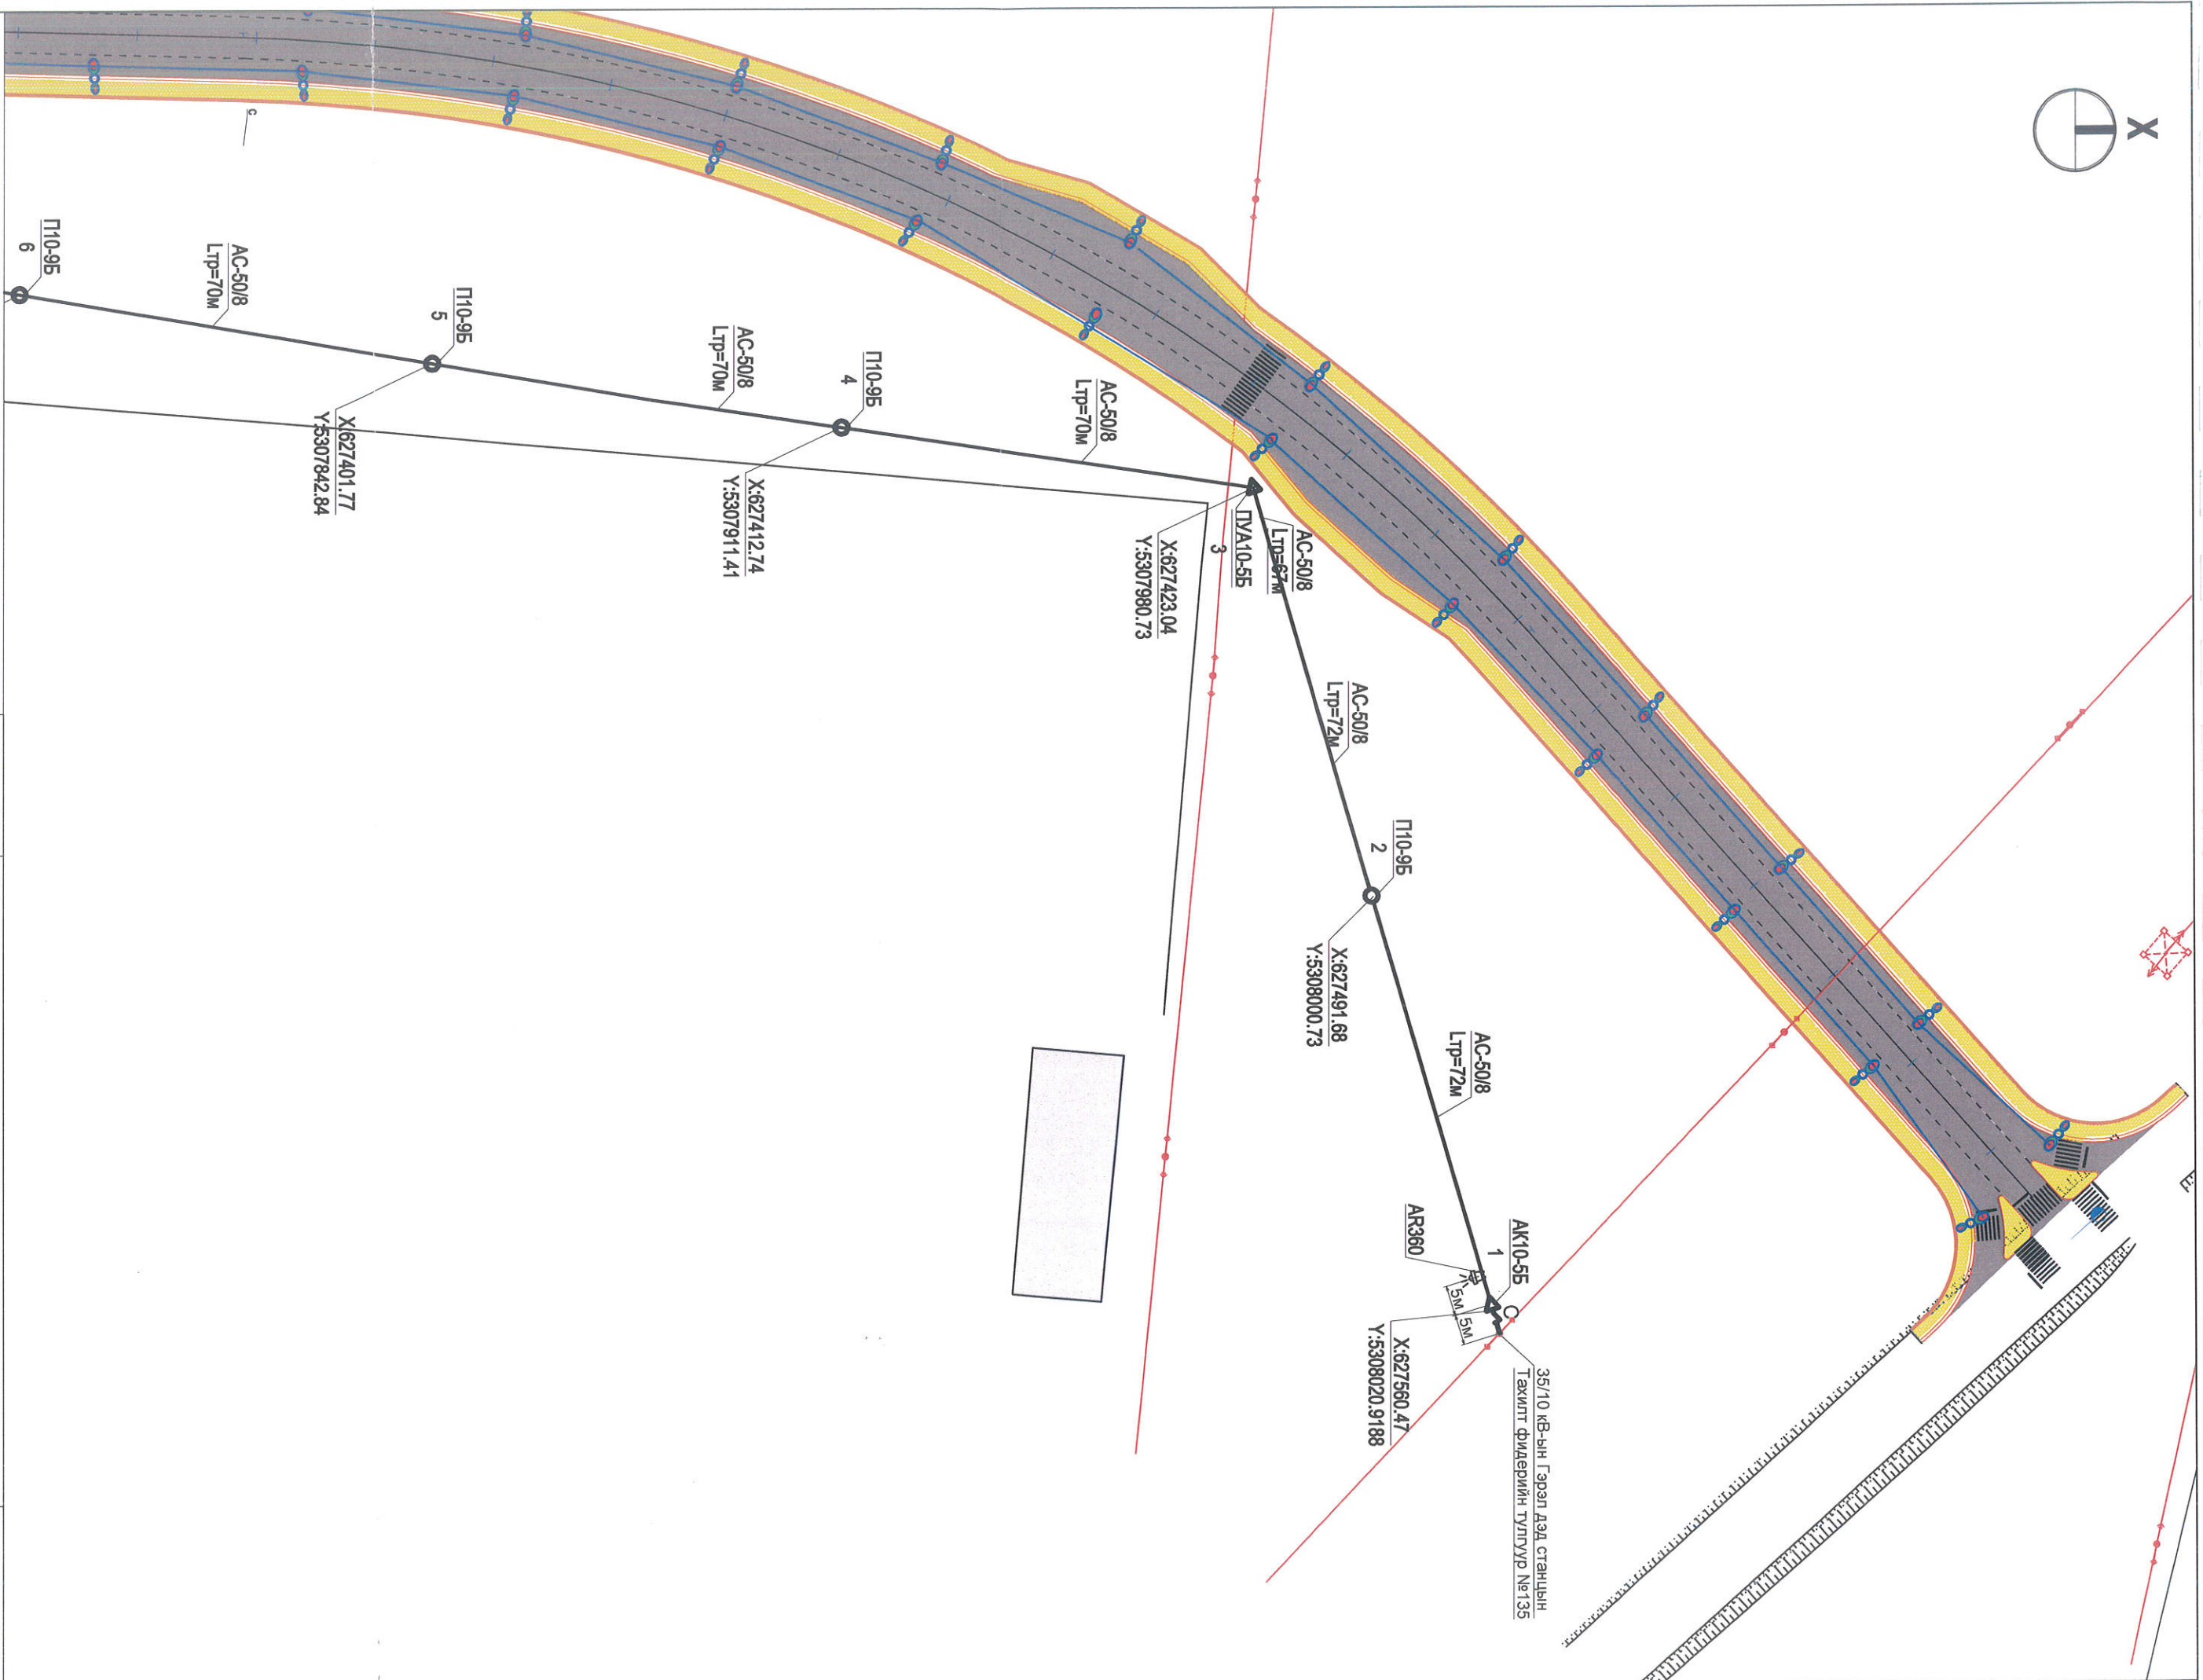 Х
с
П10-9Б
6
АС-50/8
Lтр=70м
П10-9Б
5
X:627401.77
Y:5307842.84
АС-50/8
Lтр=70м
П10-9Б
4
X:627412.74
Y:5307911.41
АС-50/8
Lтр=70м
ПУА10-5Б
3
X:627423.04
Y:5307980.73
АС-50/8
Lтр=67м
АС-50/8
Lтр=72м
П10-9Б
2
X:627491.68
Y:5308000.73
АС-50/8
Lтр=72м
AR360
АК10-5Б
1
5м
5м
X:627560.47
Y:5308020.9188
35/10 кВ-ын Гэрэл дэд станцын
Тахилт фидерийн тулгуур №135